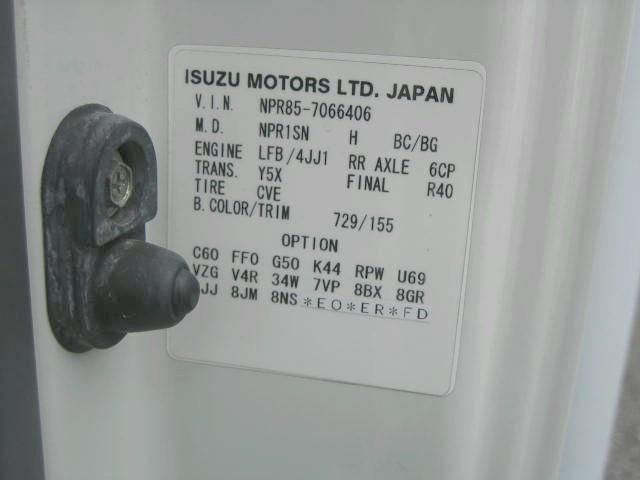 ISUZU MOTORS LTD. JAPAN
V.I.N. NPR85-7066406
M.D. NPR1SN H BC/BG
ENGINE LFB/4JJ1 RR AXLE 6CP
TRANS. Y5X FINAL R40
TIRE CVE
B.COLOR/TRIM 729/155
OPTION
C60 FF0 G50 K44 RPW U69
VZG V4R 34W 7VP 8BX 8GR
8JM 8NS *EO*ER*FD